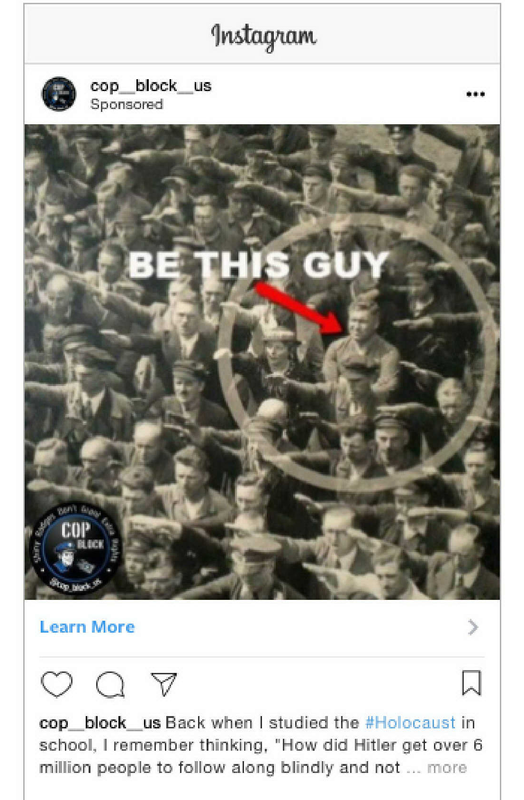 Instagram
cop__block__us
Sponsored
BE THIS GUY
Shiny Badges Don't Grant Extra Rights
COP
BLOCK
@cop_block_us
Learn More
cop__block__us Back when I studied the #Holocaust in
school, I remember thinking, "How did Hitler get over 6
million people to follow along blindly and not ... more